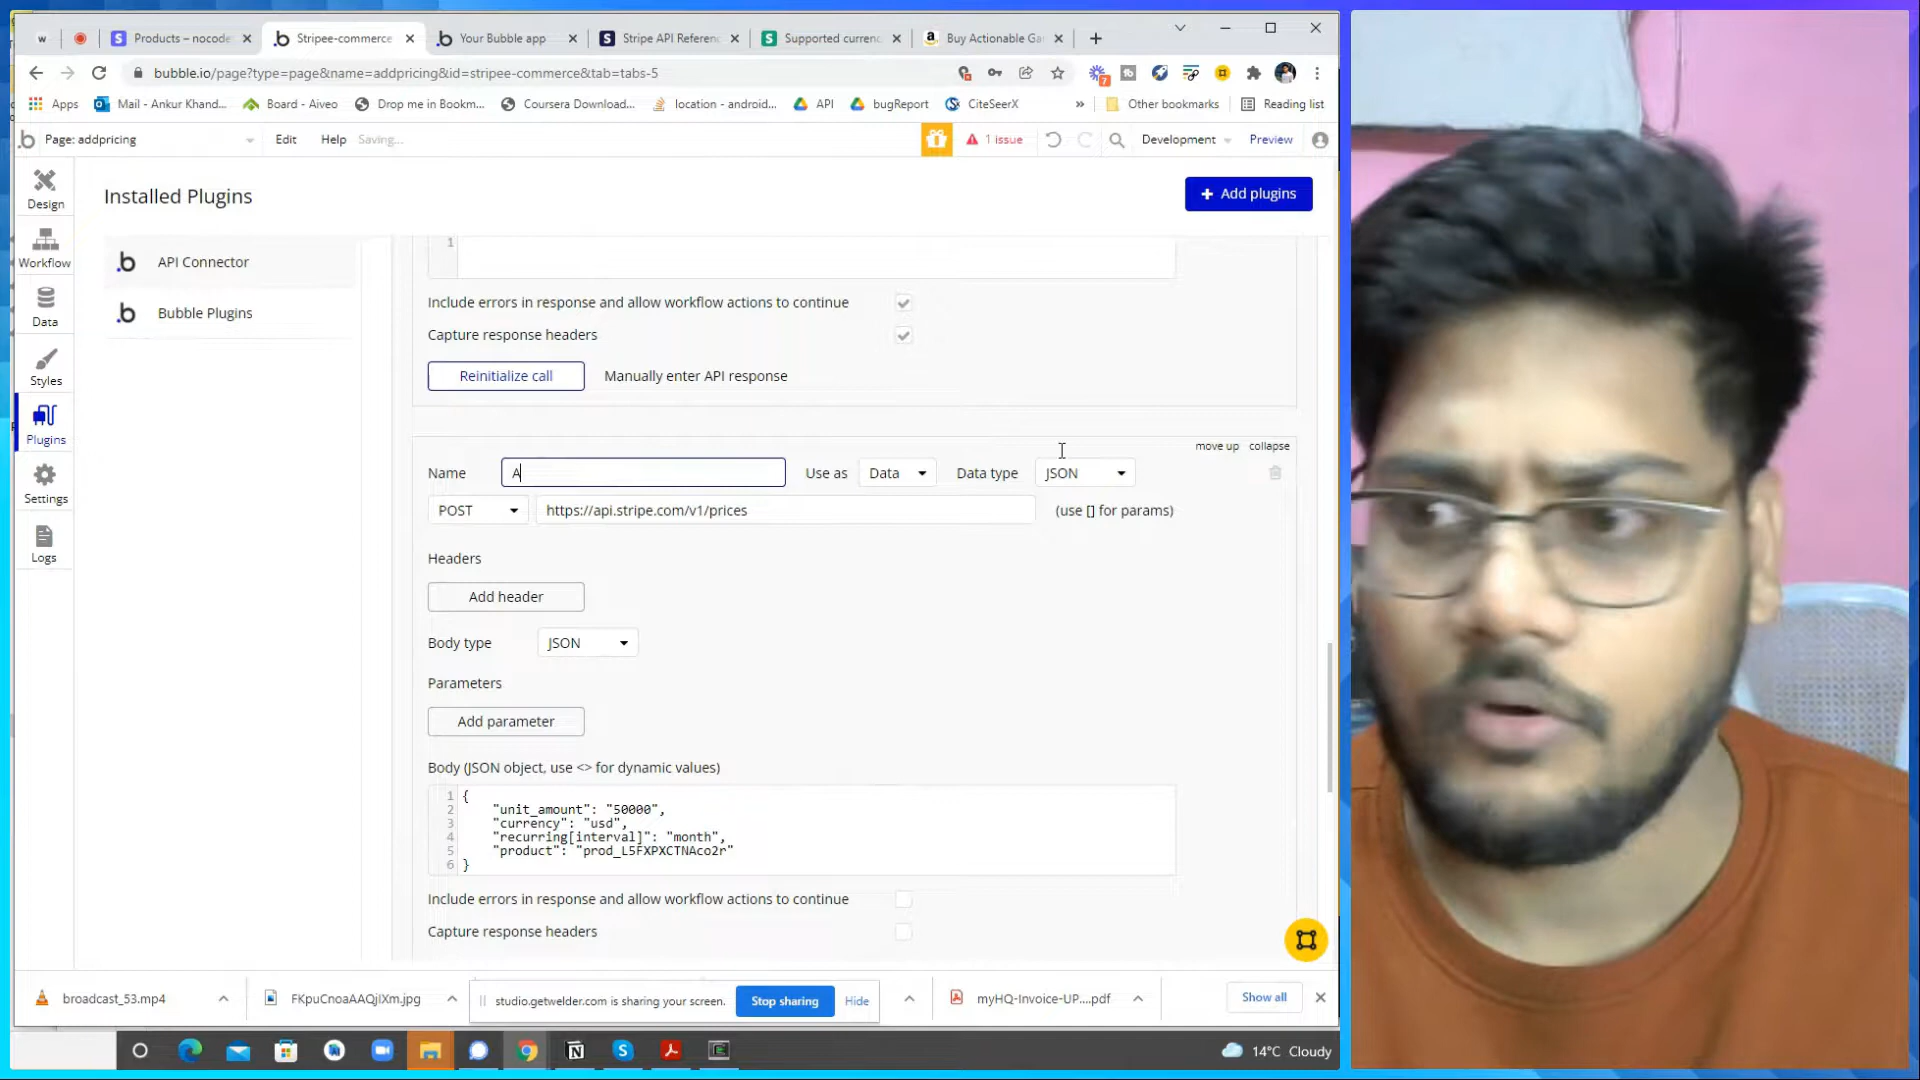 w
Products – nocode
Stripee-commerce
Your Bubble app
Stripe API Referenc
Supported currenc
Buy Actionable Ga
bubble.io/page?type=page&name=addpricing&id=stripee-commerce&tab=tabs-5
Apps
Mail - Ankur Khand...
Board - Aiveo
Drop me in Bookm...
Coursera Download...
location - android...
API
bugReport
CiteSeerX
»
Other bookmarks
Reading list
Page: addpricing
Edit
Help
Saving...
1 issue
Development
Preview
Design
Workflow
Data
Styles
Plugins
Settings
Logs
Installed Plugins
+ Add plugins
API Connector
Bubble Plugins
1
Include errors in response and allow workflow actions to continue
Capture response headers
Reinitialize call
Manually enter API response
move up
collapse
Name
A
Use as
Data
Data type
JSON
POST
https://api.stripe.com/v1/prices
(use [] for params)
Headers
Add header
Body type
JSON
Parameters
Add parameter
Body (JSON object, use <> for dynamic values)
1 {
2 "unit_amount": "50000",
3 "currency": "usd",
4 "recurring[interval]": "month",
5 "product": "prod_L5FXPXCTNAco2r"
6 }
Include errors in response and allow workflow actions to continue
Capture response headers
broadcast_53.mp4
FKpuCnoaAAQjIXm.jpg
studio.getwelder.com is sharing your screen.
Stop sharing
Hide
myHQ-Invoice-UP....pdf
Show all
14°C Cloudy